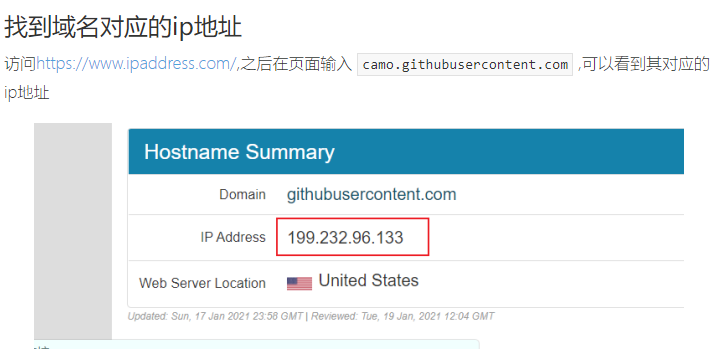 找到域名对应的ip地址
访问https://www.ipaddress.com/,之后在页面输入 camo.githubusercontent.com ,可以看到其对应的
ip地址
Hostname Summary
Domain githubusercontent.com
IP Address 199.232.96.133
Web Server Location United States
Updated: Sun, 17 Jan 2021 23:58 GMT | Reviewed: Tue, 19 Jan, 2021 12:04 GMT